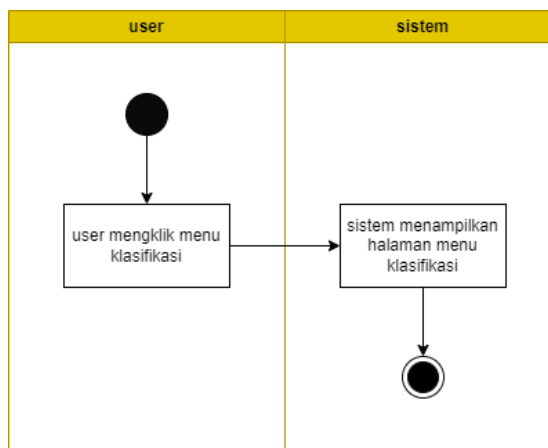 user
sistem
user mengklik menu
klasifikasi
sistem menampilkan
halaman menu
klasifikasi